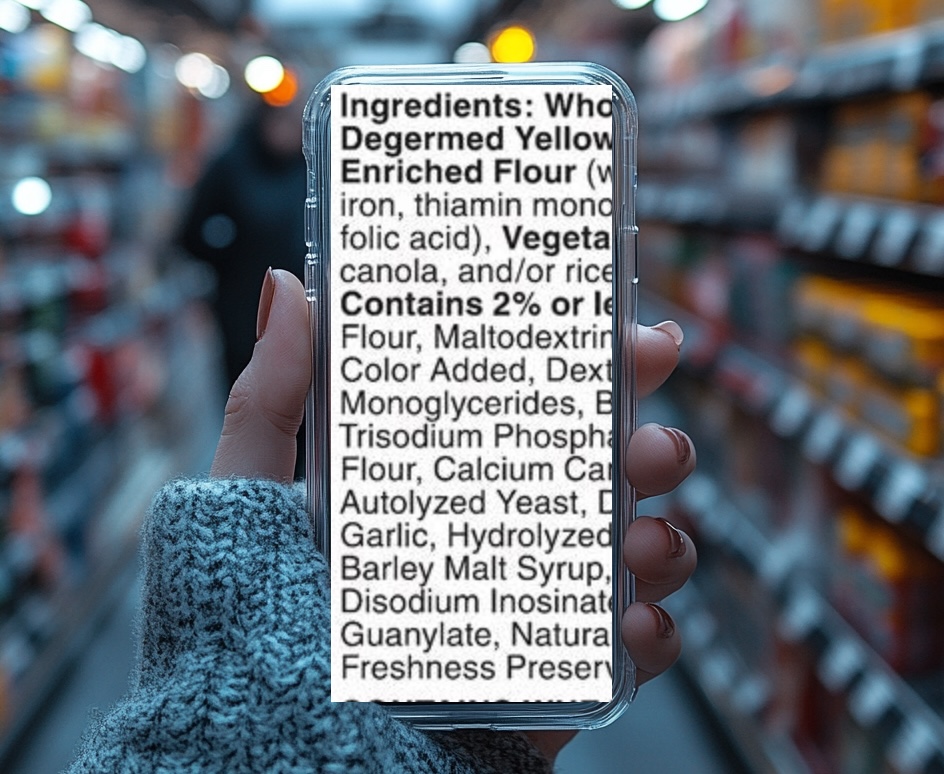 Ingredients: Who
Degermed Yellow
Enriched Flour (w
iron, thiamin mono
folic acid), Vegeta
canola, and/or rice
Contains 2% or le
Flour, Maltodextrin
Color Added, Dext
Monoglycerides, B
Trisodium Phospha
Flour, Calcium Car
Autolyzed Yeast, D
Garlic, Hydrolyzed
Barley Malt Syrup,
Disodium Inosinate
Guanylate, Natura
Freshness Preserv